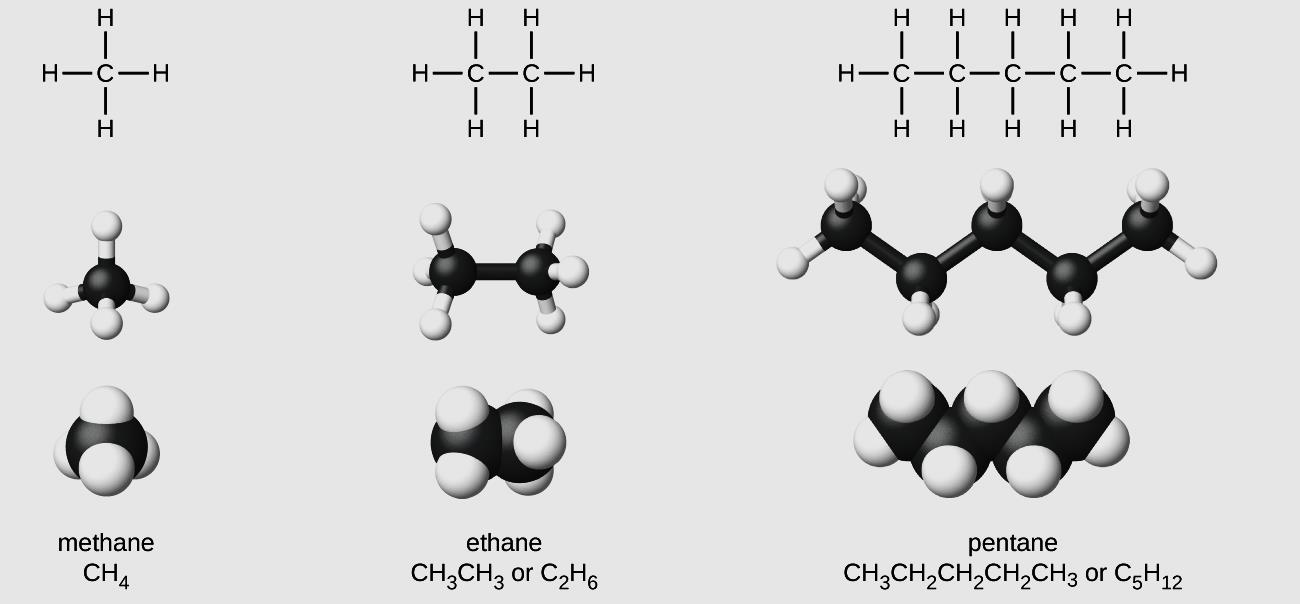 H H H H H H H H
H C H H C C H H C C C C C H
H H H H H H H H
methane ethane pentane
CH₄ CH₃CH₃ or C₂H₆ CH₃CH₂CH₂CH₂CH₃ or C₅H₁₂